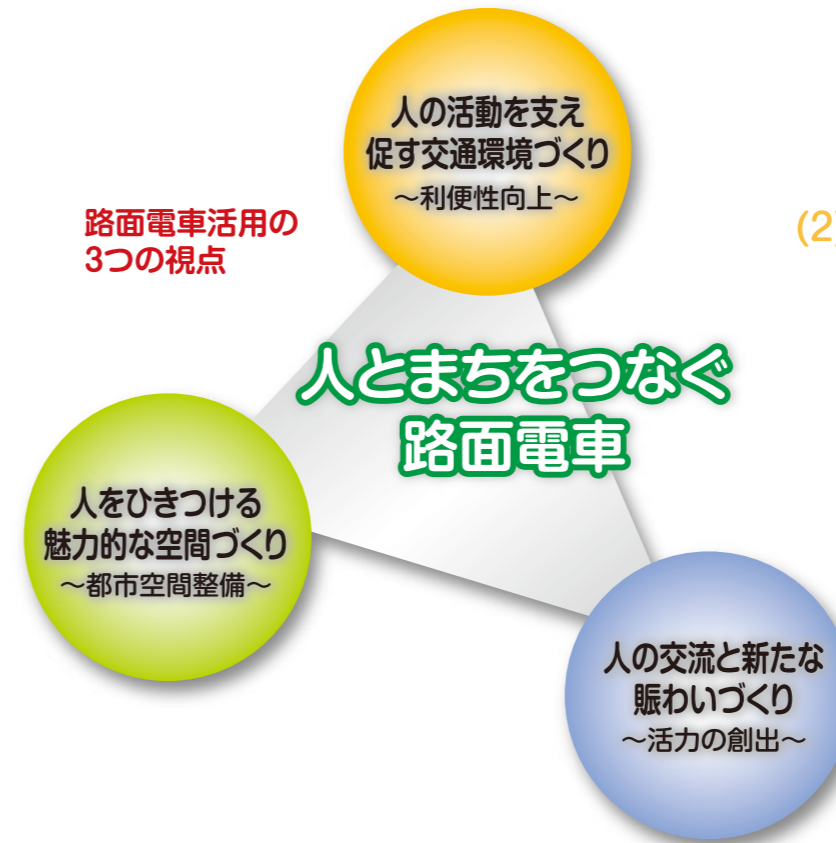 人の活動を支え
促す交通環境づくり
～利便性向上～
路面電車活用の
3つの視点
(2)
人とまちをつなぐ
路面電車
人をひきつける
魅力的な空間づくり
～都市空間整備～
人の交流と新たな
賑わいづくり
～活力の創出～